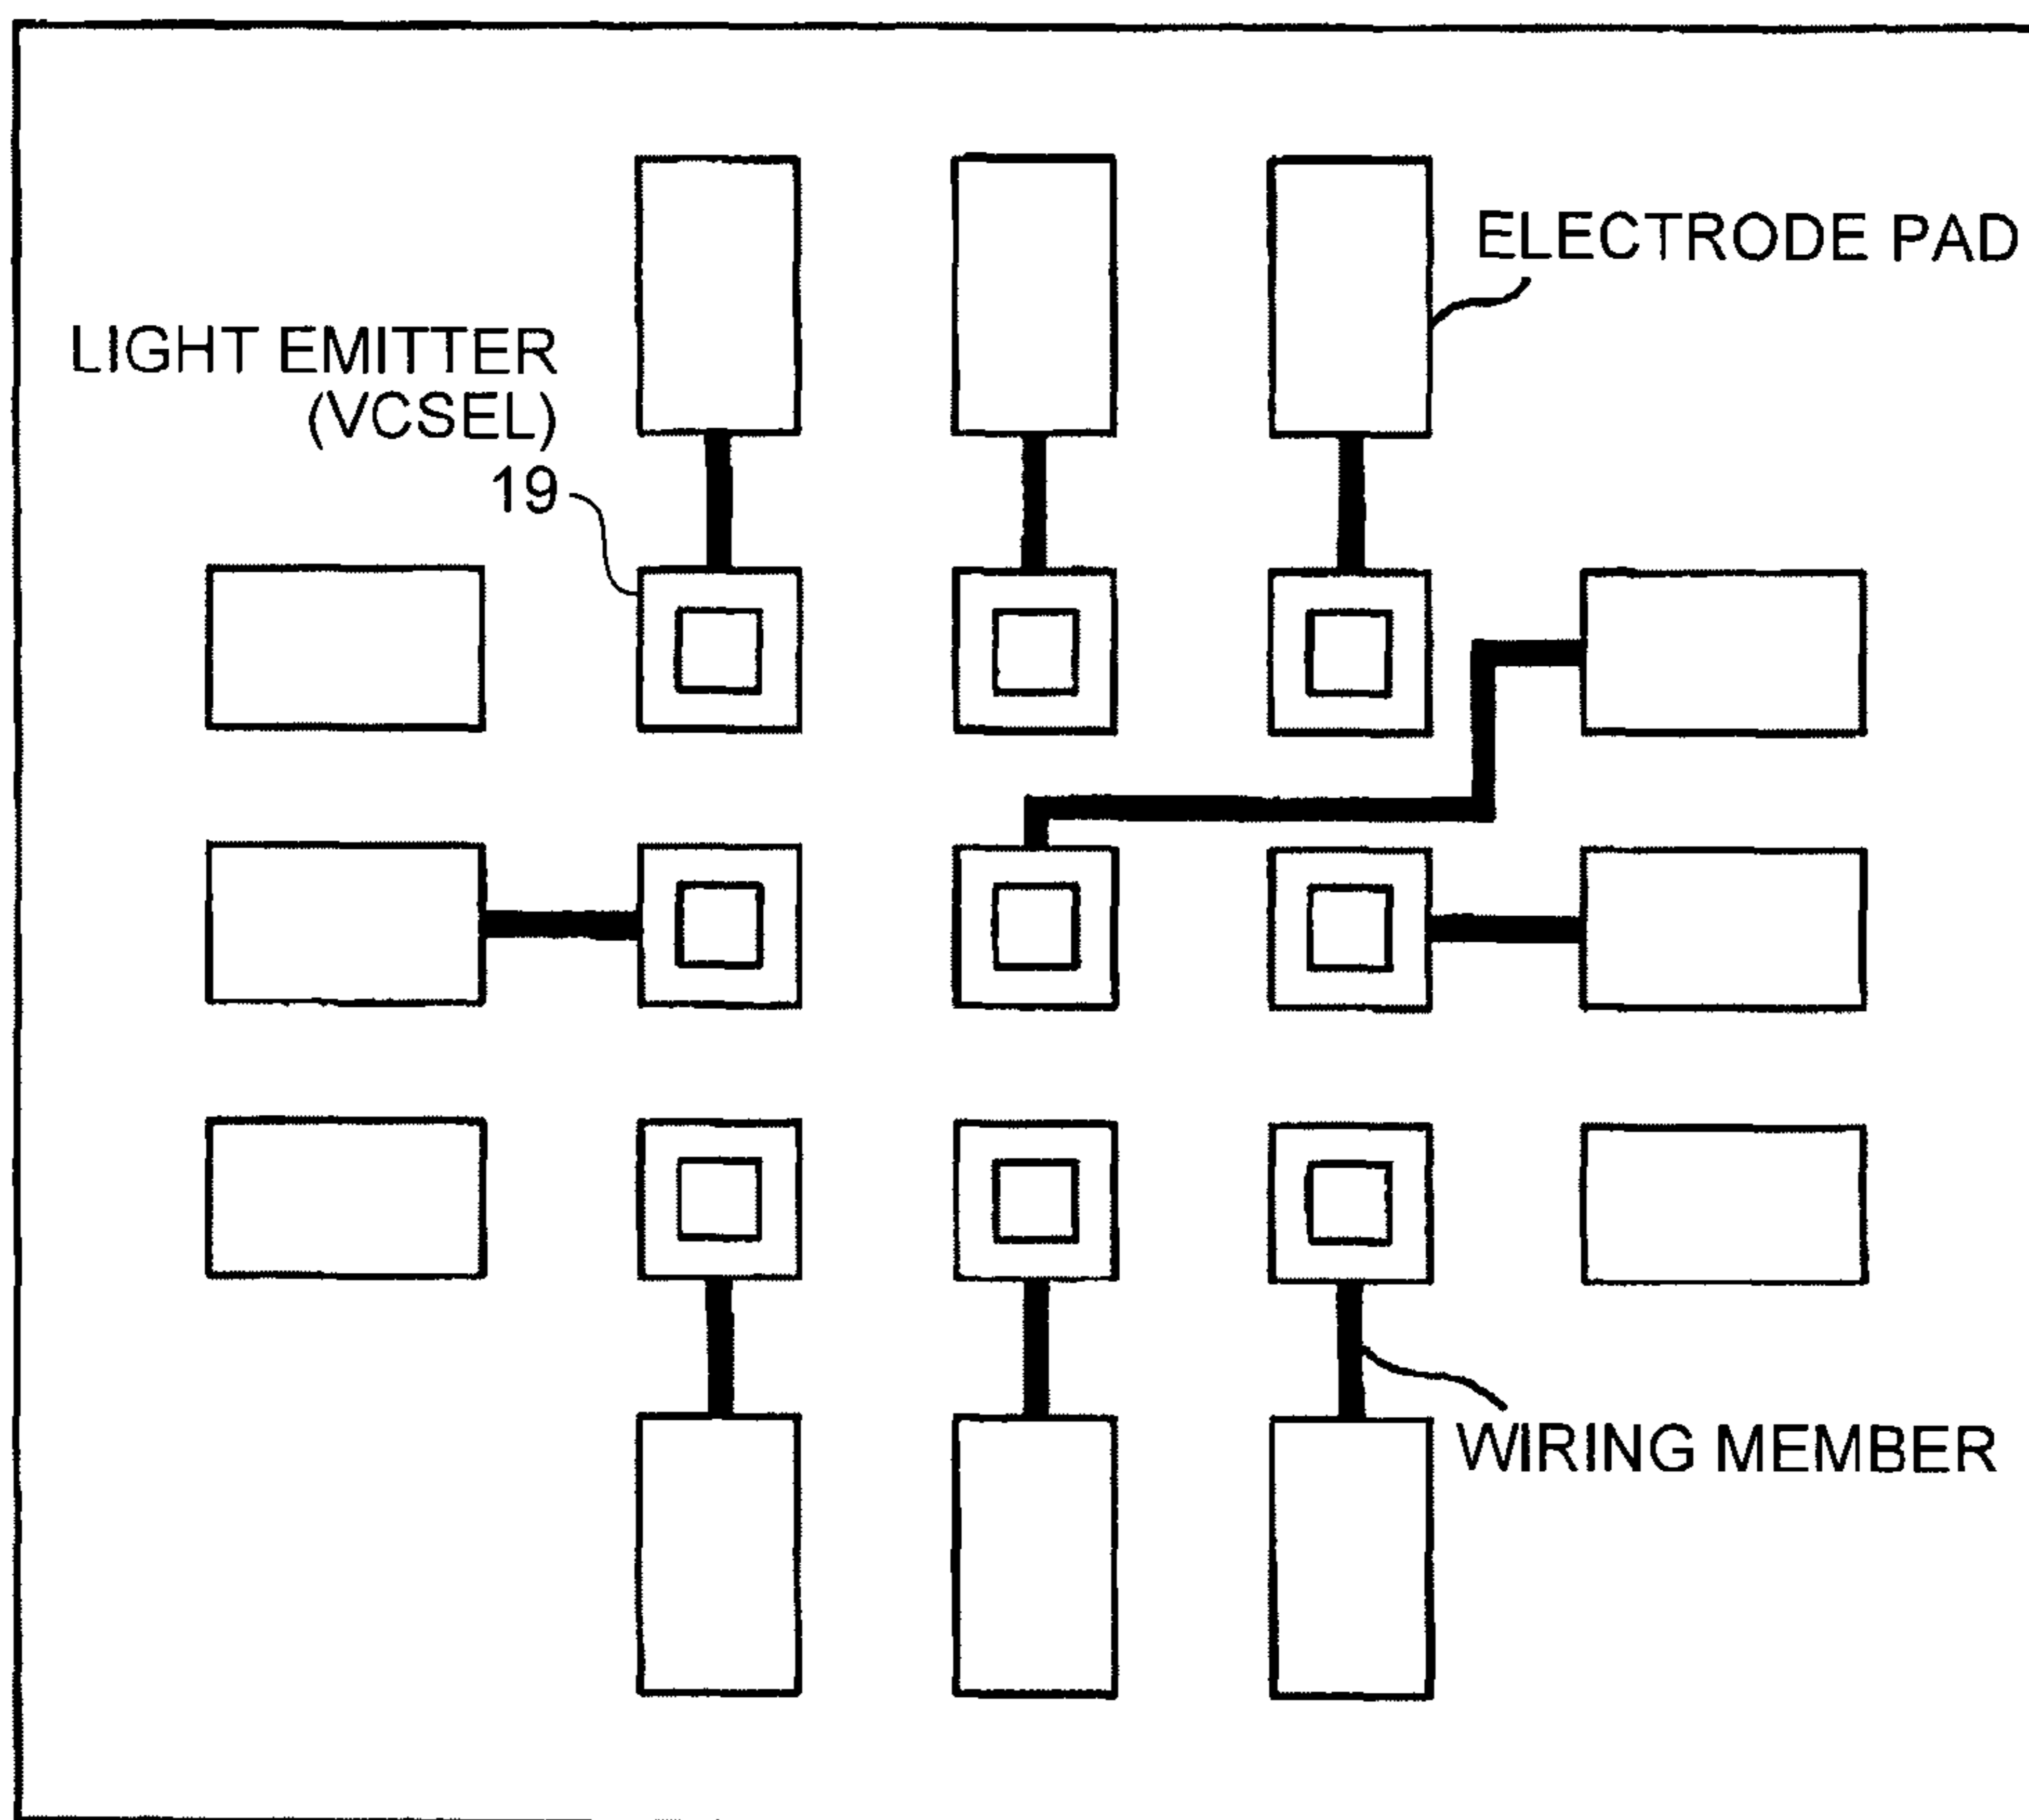 ELECTRODE PAD
LIGHT EMITTER
(VCSEL)
19
WIRING MEMBER